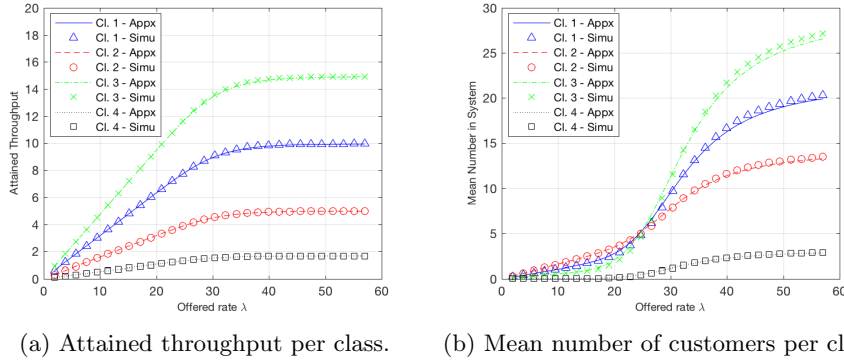 20
18
16
14
12
10
8
6
4
2
0
Attained Throughput
Cl. 1 - Appx
Cl. 1 - Simu
Cl. 2 - Appx
Cl. 2 - Simu
Cl. 3 - Appx
Cl. 3 - Simu
Cl. 4 - Appx
Cl. 4 - Simu
0 10 20 30 40 50 60
Offered rate λ
(a) Attained throughput per class.
30
25
20
15
10
5
0
Mean Number in System
Cl. 1 - Appx
Cl. 1 - Simu
Cl. 2 - Appx
Cl. 2 - Simu
Cl. 3 - Appx
Cl. 3 - Simu
Cl. 4 - Appx
Cl. 4 - Simu
0 10 20 30 40 50 60
Offered rate λ
(b) Mean number of customers per cl